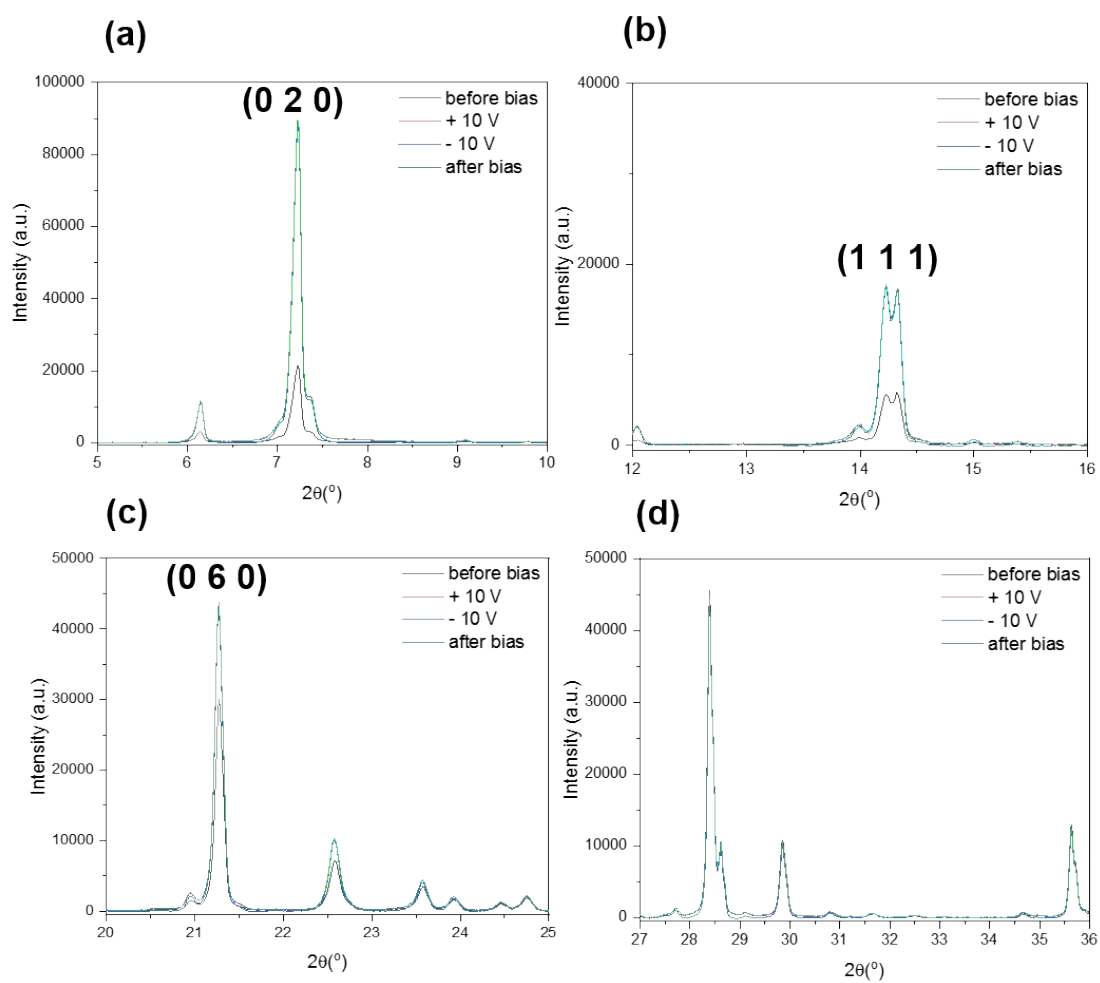 (a)
(0 2 0)
before bias
+ 10 V
- 10 V
after bias
100000
80000
60000
40000
20000
0
Intensity (a.u.)
5 6 7 8 9 10
2θ(°)
(b)
(1 1 1)
before bias
+ 10 V
- 10 V
after bias
40000
20000
0
Intensity (a.u.)
12 13 14 15 16
2θ(°)
(c)
(0 6 0)
before bias
+ 10 V
- 10 V
after bias
50000
40000
30000
20000
10000
0
Intensity (a.u.)
20 21 22 23 24 25
2θ(°)
(d)
before bias
+ 10 V
- 10 V
after bias
50000
40000
30000
20000
10000
0
Intensity (a.u.)
27 28 29 30 31 32 33 34 35 36
2θ(°)